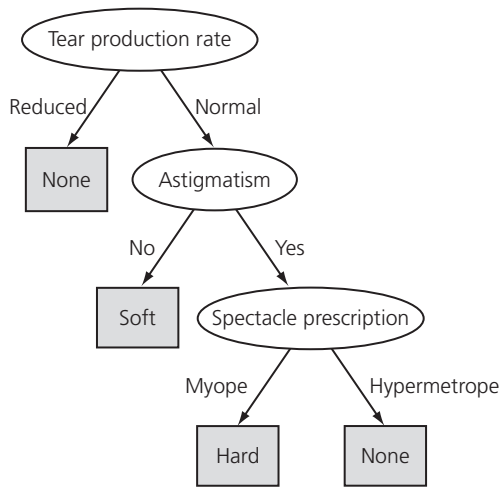 Tear production rate
Reduced
Normal
None
Astigmatism
No
Yes
Soft
Spectacle prescription
Myope
Hypermetrope
Hard
None